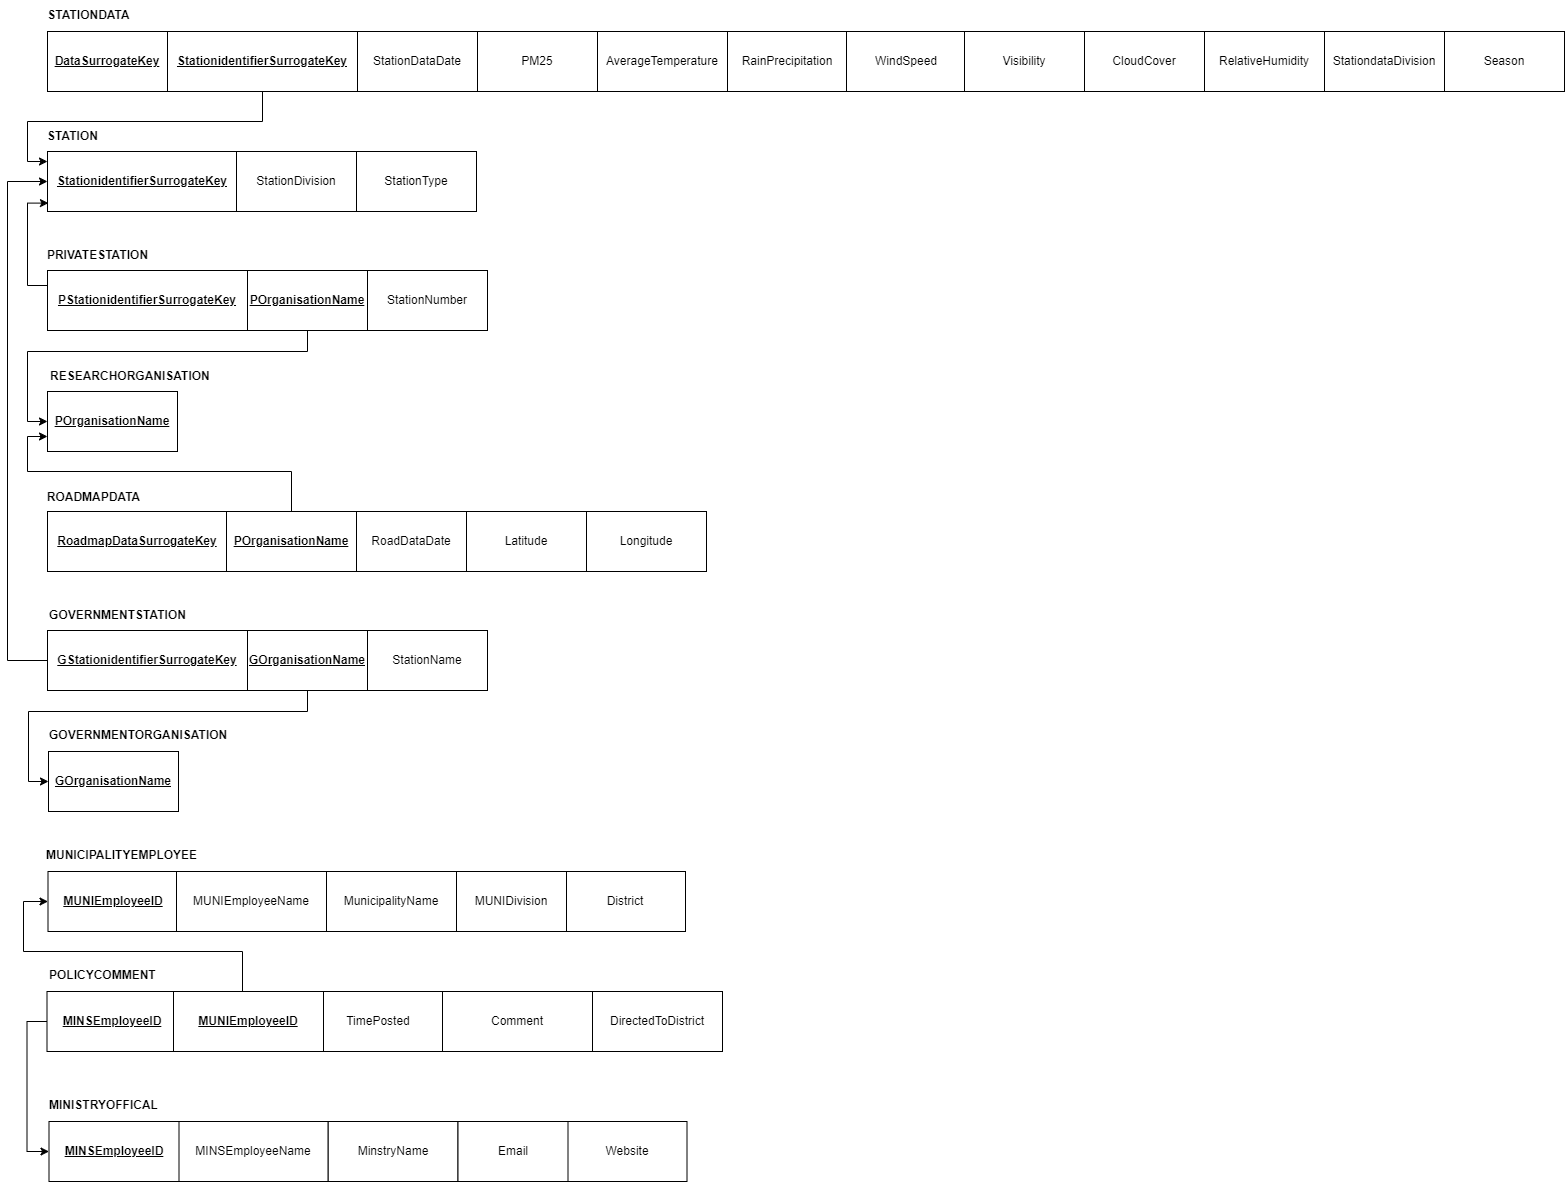 STATIONDATA
DataSurrogateKey StationidentifierSurrogateKey StationDataDate PM25 AverageTemperature RainPrecipitation WindSpeed Visibility CloudCover RelativeHumidity StationdataDivision Season
STATION
StationidentifierSurrogateKey StationDivision StationType
PRIVATESTATION
PStationidentifierSurrogateKey POrganisationName StationNumber
RESEARCHORGANISATION
POrganisationName
ROADMAPDATA
RoadmapDataSurrogateKey POrganisationName RoadDataDate Latitude Longitude
GOVERNMENTSTATION
GStationidentifierSurrogateKey GOrganisationName StationName
GOVERNMENTORGANISATION
GOrganisationName
MUNICIPALITYEMPLOYEE
MUNIEmployeeID MUNIEmployeeName MunicipalityName MUNIDivision District
POLICYCOMMENT
MINSEmployeeID MUNIEmployeeID TimePosted Comment DirectedToDistrict
MINISTRYOFFICAL
MINSEmployeeID MINSEmployeeName MinstryName Email Website